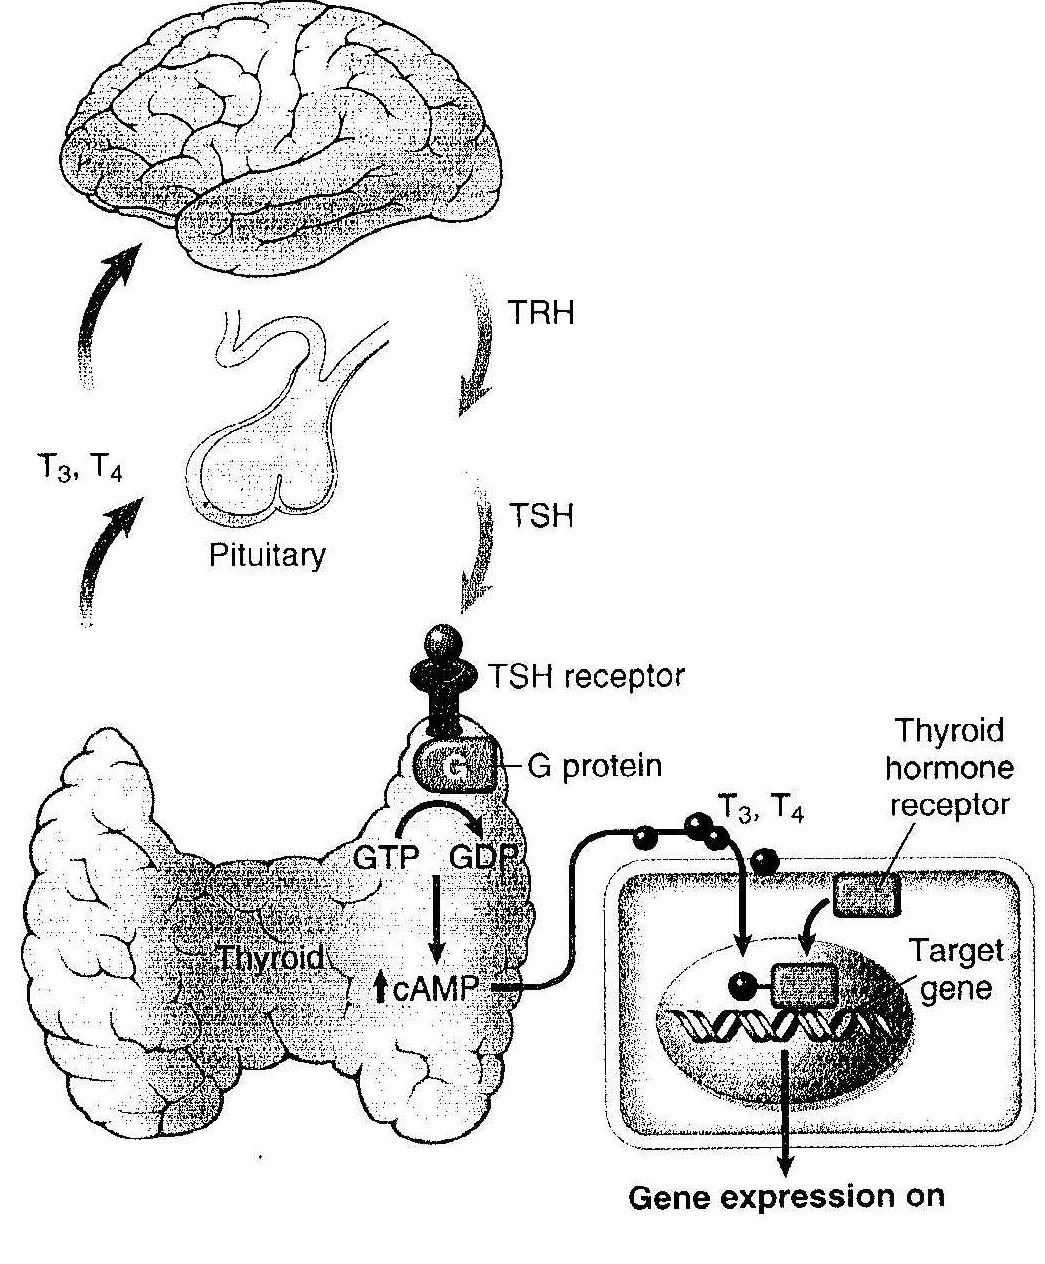 TRH
T3, T4
TSH
Pituitary
TSH receptor
G
G protein
GTP GDP
Thyroid
cAMP
Thyroid
hormone
receptor
T3, T4
Target
gene
Gene expression on